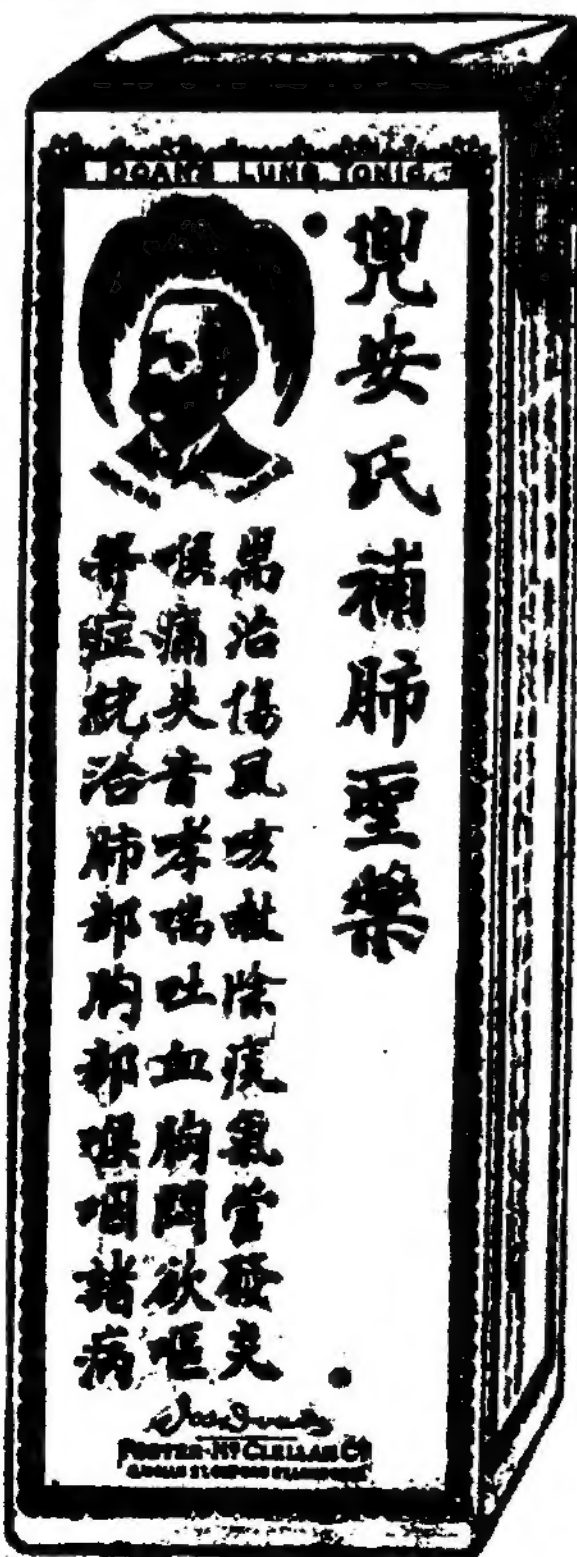 DOAN'S LUNG TONIC
兜安氏補肺聖藥
耑治傷風咳嗽除痰氣管發炎
喉痛失音哮喘吐血胸悶欲嘔
等症統治肺部胸部喉咽諸病
FOSTER-McCLELLAN Co